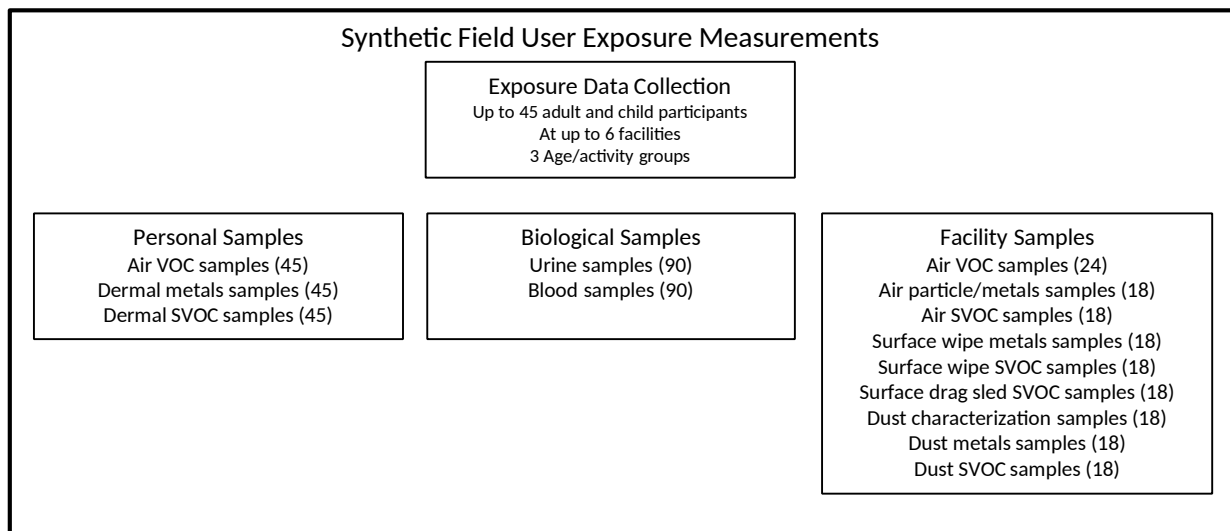 Synthetic Field User Exposure Measurements
Exposure Data Collection
Up to 45 adult and child participants
At up to 6 facilities
3 Age/activity groups
Personal Samples
Air VOC samples (45)
Dermal metals samples (45)
Dermal SVOC samples (45)
Biological Samples
Urine samples (90)
Blood samples (90)
Facility Samples
Air VOC samples (24)
Air particle/metals samples (18)
Air SVOC samples (18)
Surface wipe metals samples (18)
Surface wipe SVOC samples (18)
Surface drag sled SVOC samples (18)
Dust characterization samples (18)
Dust metals samples (18)
Dust SVOC samples (18)